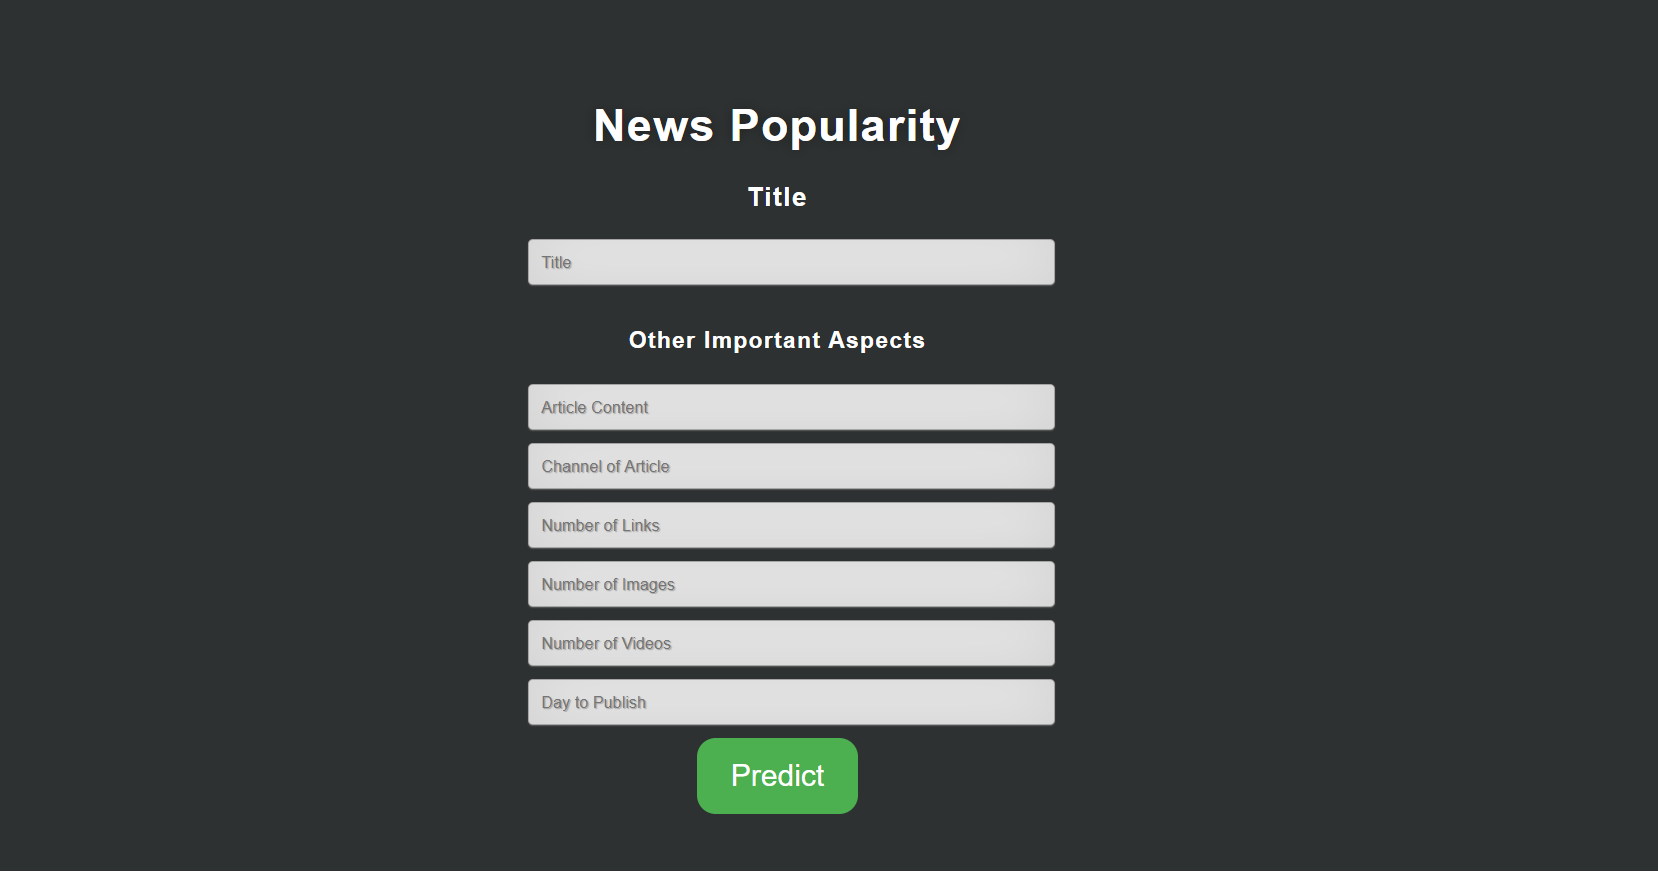 News Popularity
Title
Title
Other Important Aspects
Article Content
Channel of Article
Number of Links
Number of Images
Number of Videos
Day to Publish
Predict